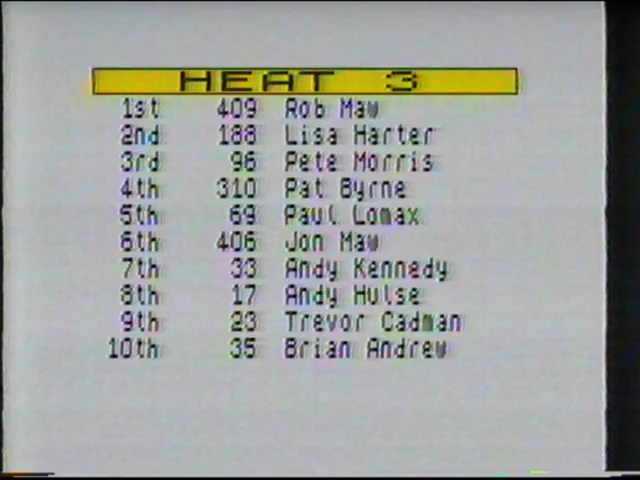 HEAT 3
1st 409 Rob Maw
2nd 188 Lisa Harter
3rd 96 Pete Morris
4th 310 Pat Byrne
5th 69 Paul Lomax
6th 406 Jon Maw
7th 33 Andy Kennedy
8th 17 Andy Hulse
9th 23 Trevor Cadman
10th 35 Brian Andrew